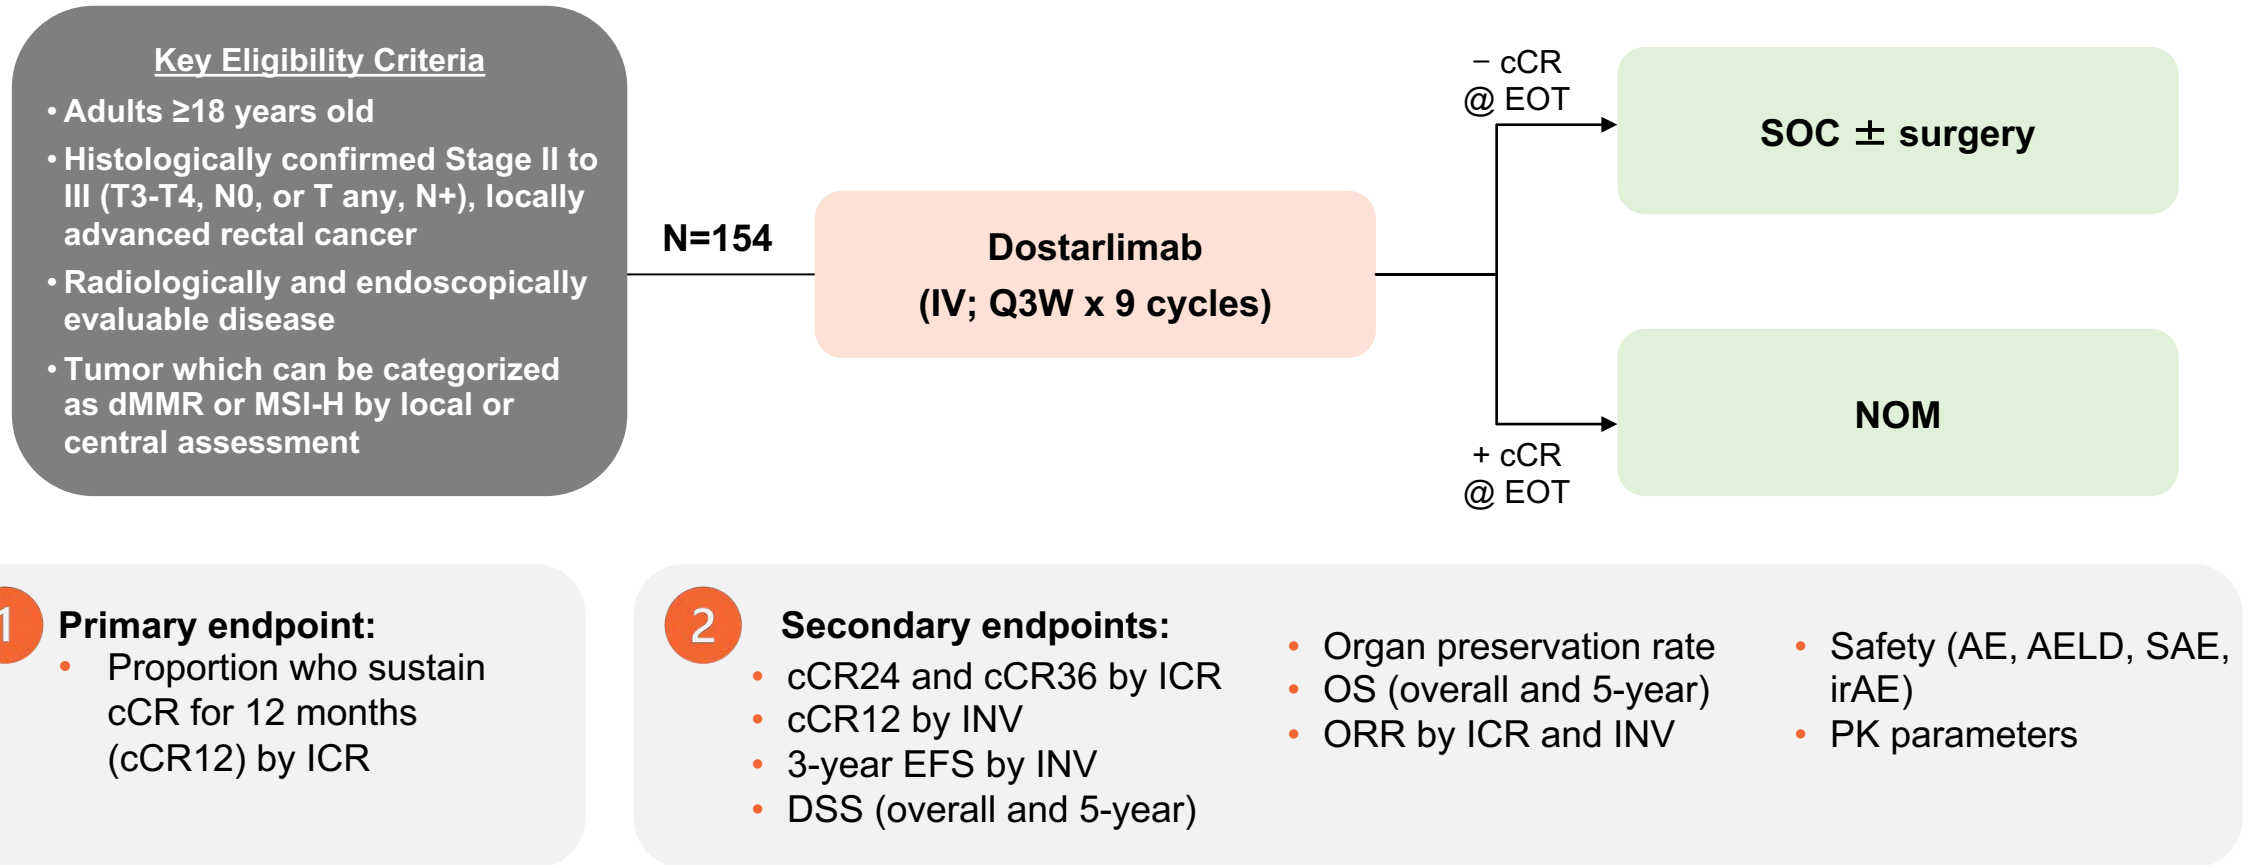 Key Eligibility Criteria
• Adults ≥18 years old
• Histologically confirmed Stage II to
III (T3-T4, N0, or T any, N+), locally
advanced rectal cancer
• Radiologically and endoscopically
evaluable disease
• Tumor which can be categorized
as dMMR or MSI-H by local or
central assessment
N=154
Dostarlimab
(IV; Q3W x 9 cycles)
− cCR
@ EOT
SOC ± surgery
+ cCR
@ EOT
NOM
1
Primary endpoint:
• Proportion who sustain
cCR for 12 months
(cCR12) by ICR
2
Secondary endpoints:
• cCR24 and cCR36 by ICR
• cCR12 by INV
• 3-year EFS by INV
• DSS (overall and 5-year)
• Organ preservation rate
• OS (overall and 5-year)
• ORR by ICR and INV
• Safety (AE, AELD, SAE,
irAE)
• PK parameters